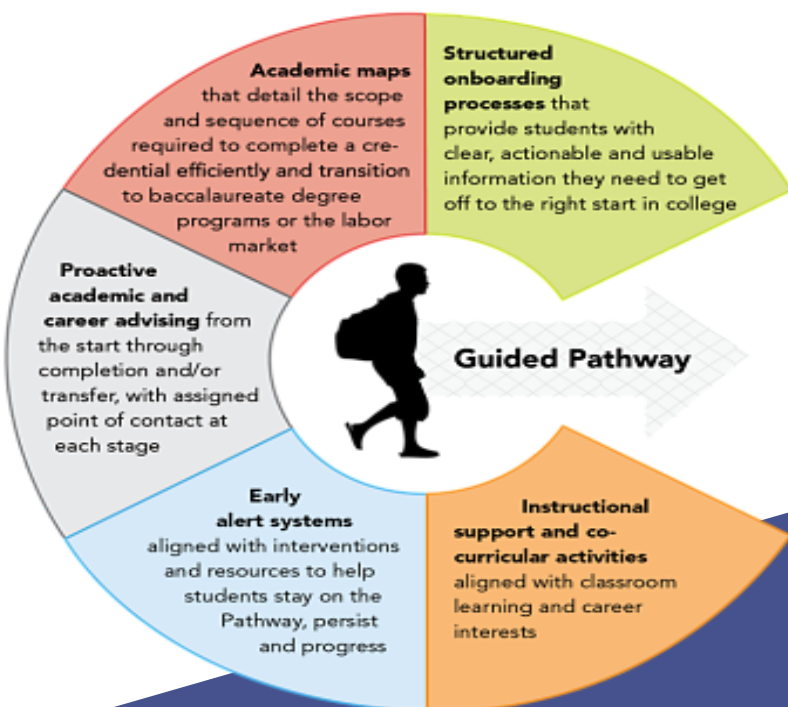 Structured
onboarding
processes that
provide students with
clear, actionable and usable
information they need to get
off to the right start in college
Academic maps
that detail the scope
and sequence of courses
required to complete a cre-
dential efficiently and transition
to baccalaureate degree
programs or the labor
market
Proactive
academic and
career advising from
the start through
completion and/or
transfer, with assigned
point of contact at
each stage
Early
alert systems
aligned with interventions
and resources to help
students stay on the
Pathway, persist
and progress
Instructional
support and co-
curricular activities
aligned with classroom
learning and career
interests
Guided Pathway